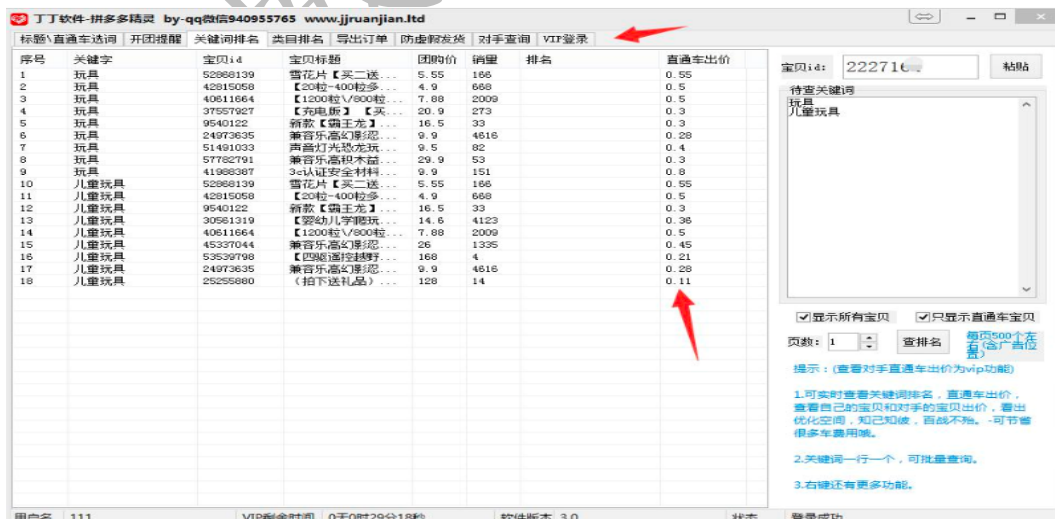 丁丁软件-拼多多精灵 by-qq微信940955765 www.jjruanjian.ltd
标题\直通车选词 开团提醒 关键词排名 类目排名 导出订单 防虚假发货 对手查询 VIP登录
序号 关键字 宝贝id 宝贝标题 团购价 销量 排名 直通车出价
1 玩具 52868139 雪花片【买二送... 5.55 166 0.55
2 玩具 42815058 【20粒-400粒多... 4.9 668 0.5
3 玩具 40611664 【1200粒\/800粒... 7.88 2009 0.5
4 玩具 37557927 【充电版】【买... 20.9 273 0.3
5 玩具 9540122 新款【霸王龙】... 16.5 33 0.3
6 玩具 24973635 兼容乐高幻影忍... 9.9 4616 0.28
7 玩具 51491033 声音灯光恐龙玩... 9.5 82 0.4
8 玩具 57782791 兼容乐高积木益... 29.9 53 0.3
9 玩具 41988387 3c认证安全材料... 9.9 151 0.8
10 儿童玩具 52868139 雪花片【买二送... 5.55 166 0.55
11 儿童玩具 42815058 【20粒-400粒多... 4.9 668 0.5
12 儿童玩具 9540122 新款【霸王龙】... 16.5 33 0.3
13 儿童玩具 30561319 【婴幼儿学爬玩... 14.6 4123 0.36
14 儿童玩具 40611664 【1200粒\/800粒... 7.88 2009 0.5
15 儿童玩具 45337044 兼容乐高幻影忍... 26 1335 0.45
16 儿童玩具 53539798 【四驱遥控越野... 168 4 0.21
17 儿童玩具 24973635 兼容乐高幻影忍... 9.9 4616 0.28
18 儿童玩具 25255880 (拍下送礼品)... 128 14 0.11
宝贝id: 222716 粘贴
待查关键词
玩具
儿童玩具
显示所有宝贝 只显示直通车宝贝
页数: 1 查排名 每页500个左右(含广告位置)
提示:(查看对手直通车出价为vip功能)
1.可实时查看关键词排名,直通车出价,
查看自己的宝贝和对手的宝贝出价,看出
优化空间,知己知彼,百战不殆。-可节省
很多车费用哦。
2.关键词一行一个,可批量查询。
3.右键还有更多功能。
用户名 111 VIP剩余时间 0天0时29分18秒 软件版本 3.0 状态 登录成功